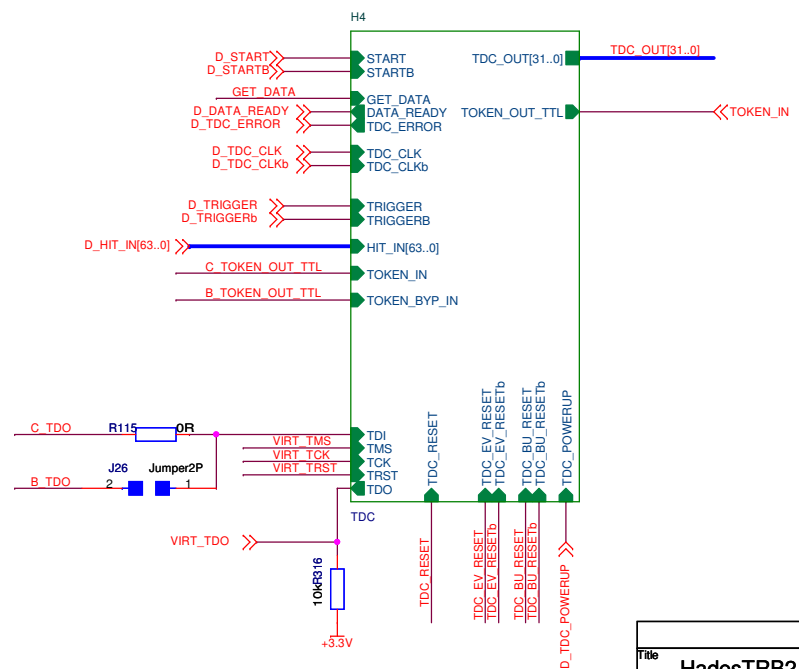 H4
D_START
START
TDC_OUT[31..0]
TDC_OUT[31..0]
D_STARTB
STARTB
GET_DATA
GET_DATA
D_DATA_READY
DATA_READY
TOKEN_OUT_TTL
TOKEN_IN
D_TDC_ERROR
TDC_ERROR
D_TDC_CLK
TDC_CLK
D_TDC_CLKb
TDC_CLKb
D_TRIGGER
TRIGGER
D_TRIGGERb
TRIGGERB
D_HIT_IN[63..0]
HIT_IN[63..0]
C_TOKEN_OUT_TTL
TOKEN_IN
B_TOKEN_OUT_TTL
TOKEN_BYP_IN
TDC_RESET
TDC_EV_RESET
TDC_EV_RESETb
TDC_BU_RESET
TDC_BU_RESETb
TDC_POWERUP
C_TDO
R115
0R
TDI
VIRT_TMS
TMS
VIRT_TCK
TCK
VIRT_TRST
TRST
TDO
B_TDO
J26
Jumper2P
2
1
TDC
VIRT_TDO
R316
10k
+3.3V
TDC_RESET
TDC_EV_RESET
TDC_EV_RESETb
TDC_BU_RESET
TDC_BU_RESETb
D_TDC_POWERUP
Title
HadesTRB2